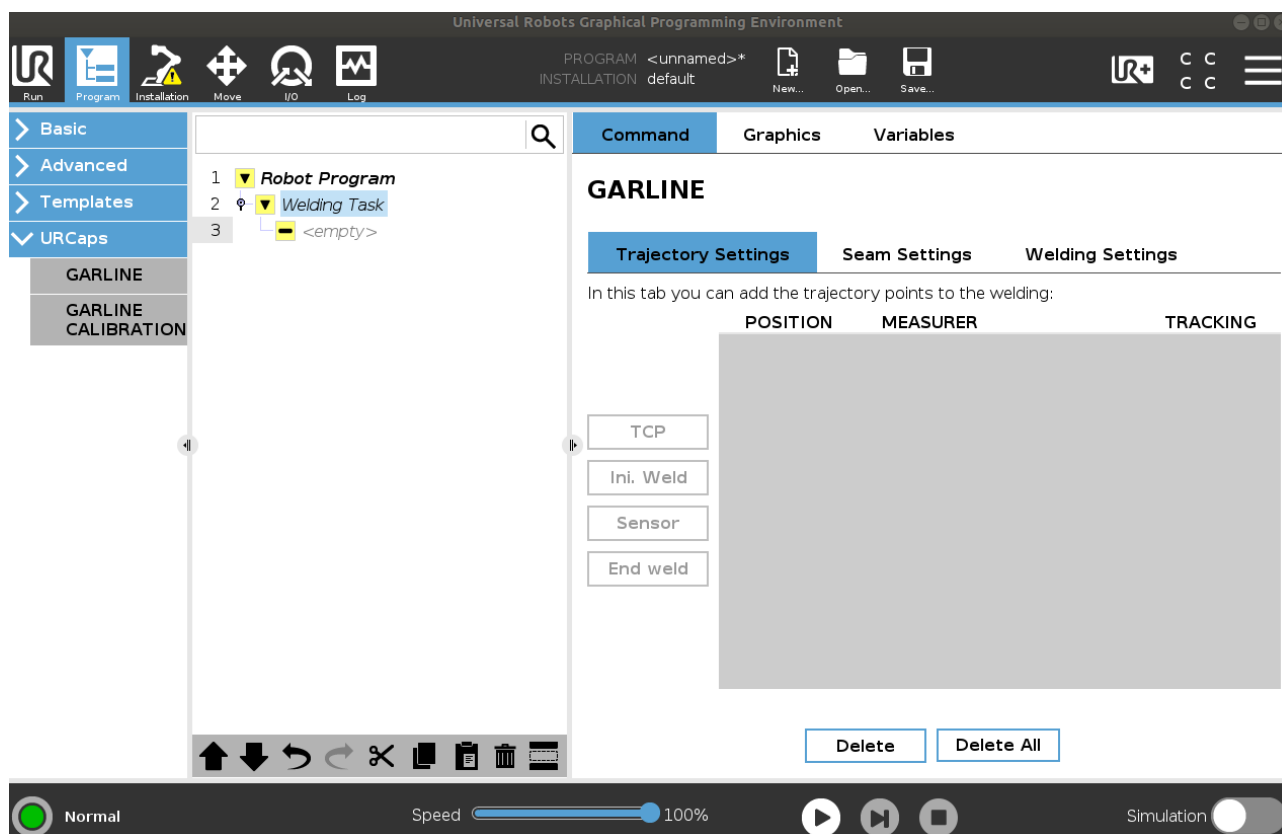 Universal Robots Graphical Programming Environment
UR
Run
Program
Installation
Move
I/O
Log
PROGRAM <unnamed>*
INSTALLATION default
New...
Open...
Save...
UR+
C C
C C
Basic
Advanced
Templates
URCaps
GARLINE
GARLINE
CALIBRATION
1 Robot Program
2 Welding Task
3 <empty>
Command Graphics Variables
GARLINE
Trajectory Settings Seam Settings Welding Settings
In this tab you can add the trajectory points to the welding:
POSITION MEASURER TRACKING
TCP
Ini. Weld
Sensor
End weld
Delete Delete All
Normal
Speed 100%
Simulation